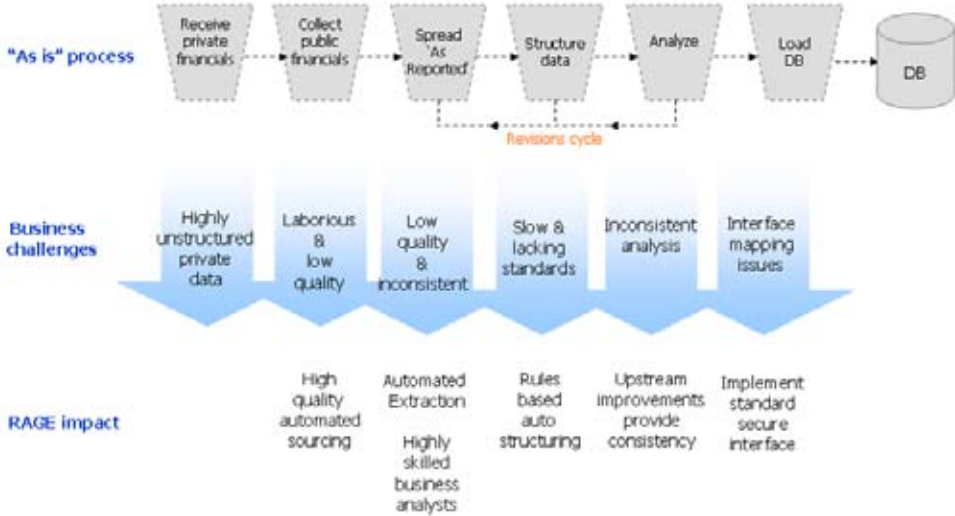 "As is" process
Receive
private
financials
Collect
public
financials
Spread
'As
Reported'
Structure
data
Analyze
Load
DB
DB
Revisions cycle
Business
challenges
Highly
unstructured
private
data
Laborious
&
low
quality
Low
quality
&
inconsistent
Slow &
lacking
standards
Inconsistent
analysis
Interface
mapping
issues
RAGE impact
High
quality
automated
sourcing
Automated
Extraction
Highly
skilled
business
analysts
Rules
based
auto
structuring
Upstream
improvements
provide
consistency
Implement
standard
secure
interface